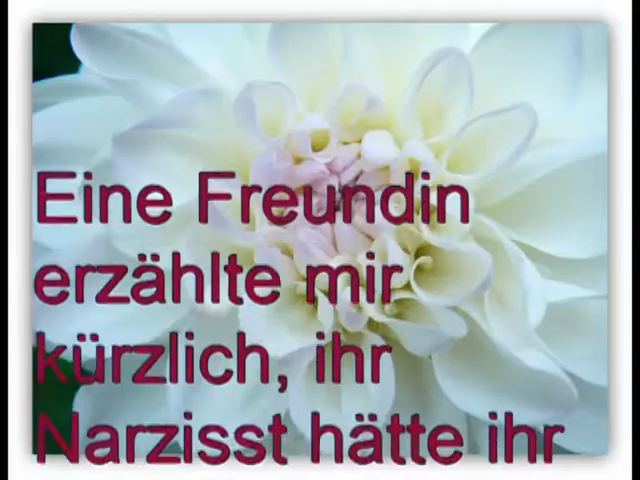 Eine Freundin
erzählte mir
kürzlich, ihr
Narzisst hätte ihr